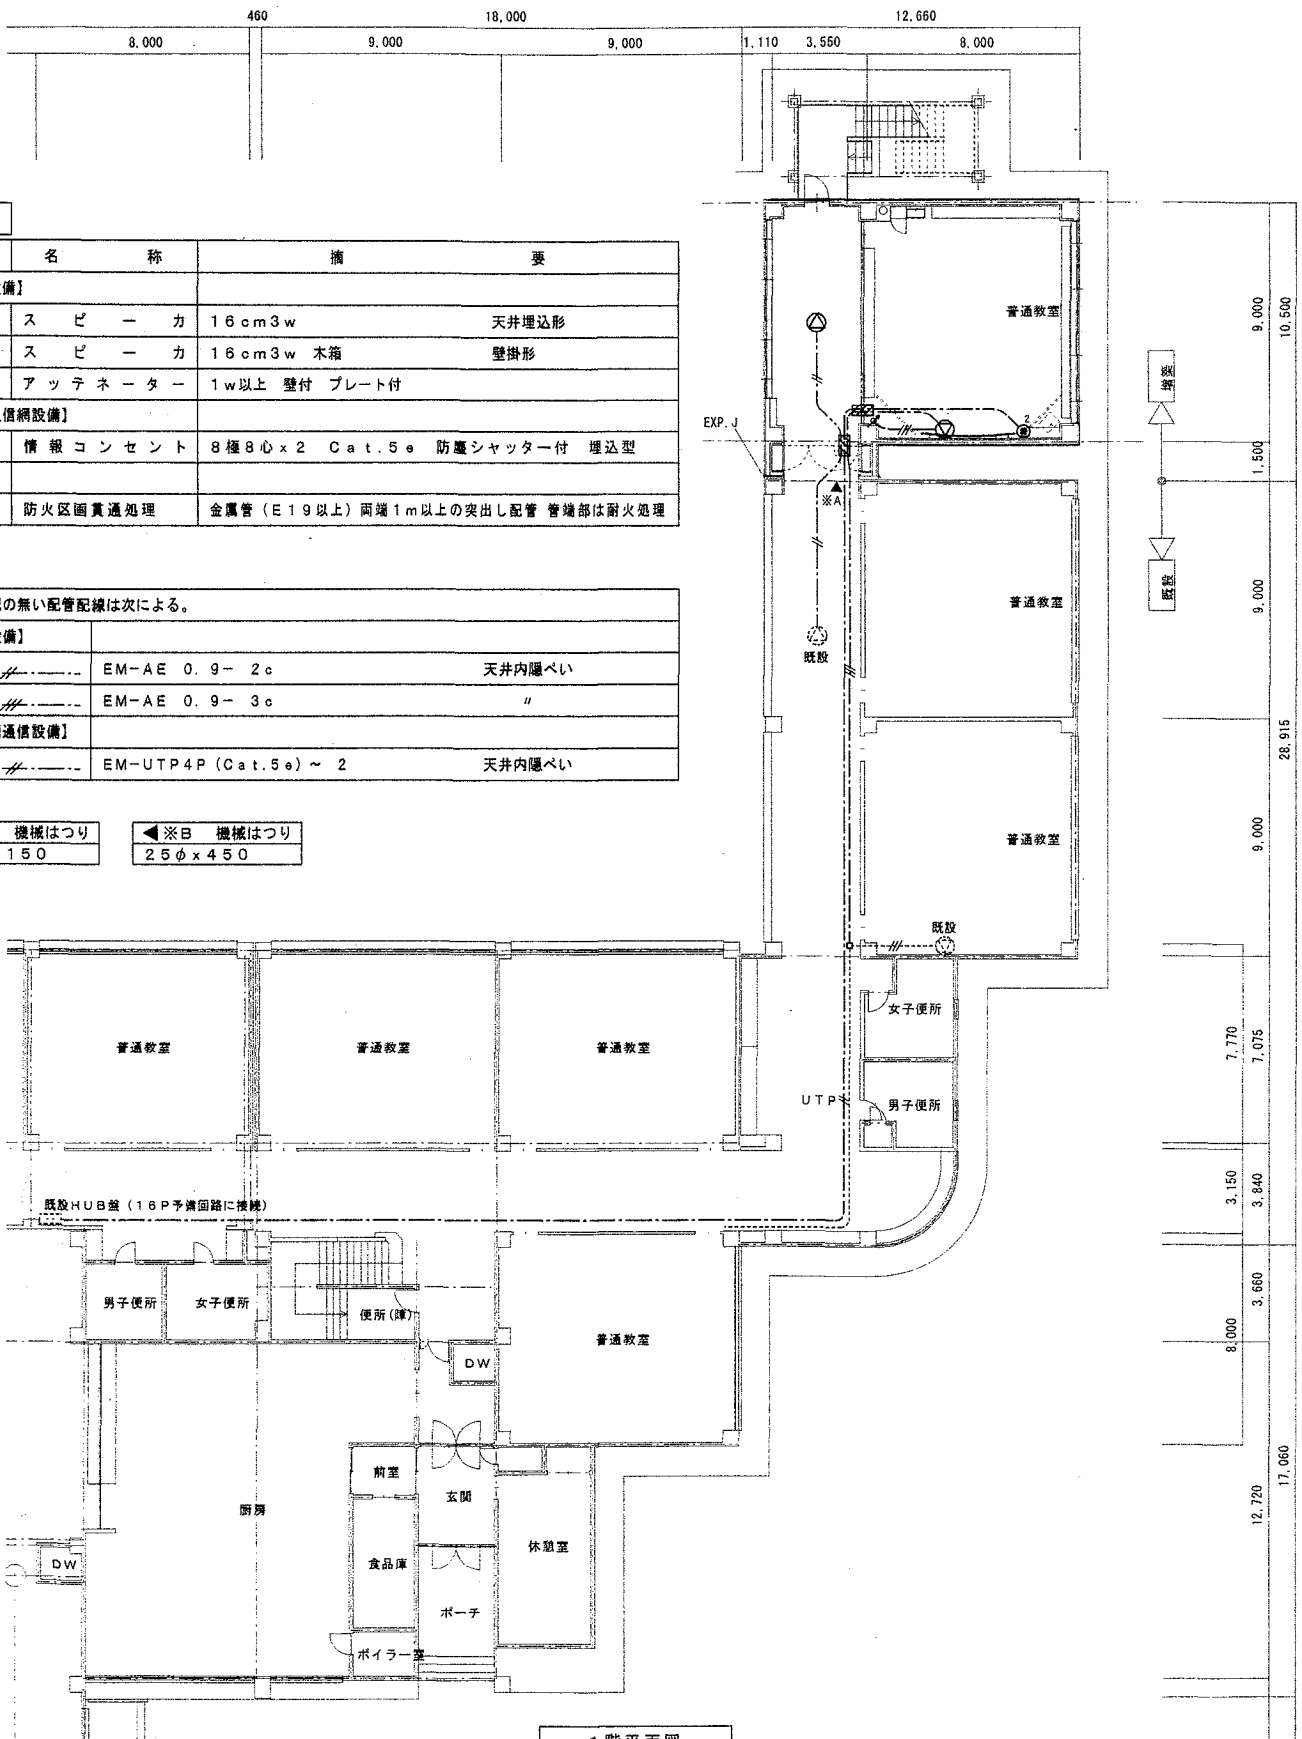 460
18,000
12,660
8,000
9,000
9,000
1,110
3,550
8,000
名 称
摘 要
備】
スピーカ 16cm3w 天井埋込形
スピーカ 16cm3w 木箱 壁掛形
アッテネーター 1w以上 壁付 プレート付
信網設備】
情報コンセント 8極8心x2 Cat.5e 防塵シャッター付 埋込型
防火区画貫通処理 金属管(E19以上)両端1m以上の突出し配管 管端部は耐火処理
の無い配管配線は次による。
備】
EM-AE 0.9- 2c 天井内隠ぺい
EM-AE 0.9- 3c 〃
通信設備】
EM-UTP4P(Cat.5e)~ 2 天井内隠ぺい
機械はつり
150
◀※B 機械はつり
25φx450
普通教室
2
EXP.J
※A
普通教室
既設
普通教室
既設
女子便所
男子便所
UTP
増築
既設
9,000
10,500
1,500
9,000
28,915
9,000
7,770
7,075
3,150
3,840
3,660
8,000
12,720
17,060
普通教室
普通教室
普通教室
既設HUB盤(16P予備回路に接続)
男子便所
女子便所
便所(障)
普通教室
DW
前室
玄関
厨房
休憩室
食品庫
DW
ポーチ
ボイラー室
1階平面図